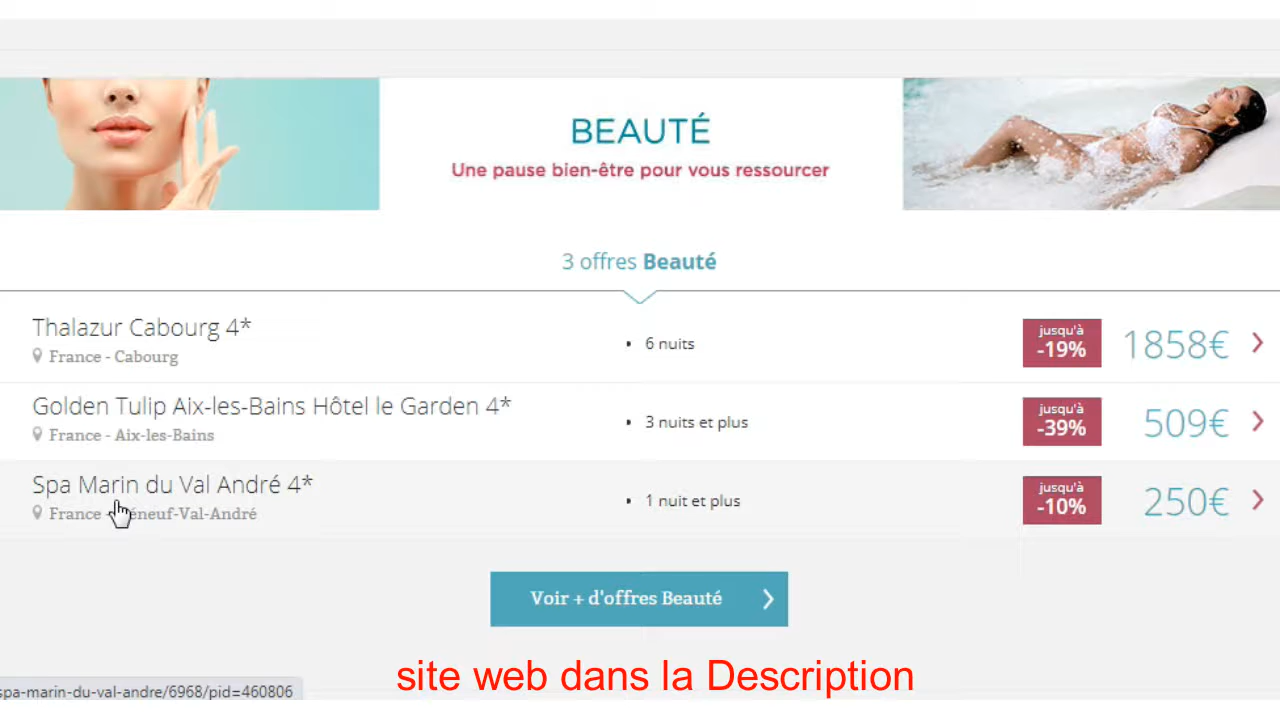 BEAUTÉ
Une pause bien-être pour vous ressourcer
3 offres Beauté
Thalazur Cabourg 4*
France - Cabourg
• 6 nuits
jusqu'à
-19%
1858€
Golden Tulip Aix-les-Bains Hôtel le Garden 4*
France - Aix-les-Bains
• 3 nuits et plus
jusqu'à
-39%
509€
Spa Marin du Val André 4*
France -
• 1 nuit et plus
jusqu'à
-10%
250€
Voir + d'offres Beauté
site web dans la Description
spa-marin-du-val-andre/6968/pid=460806